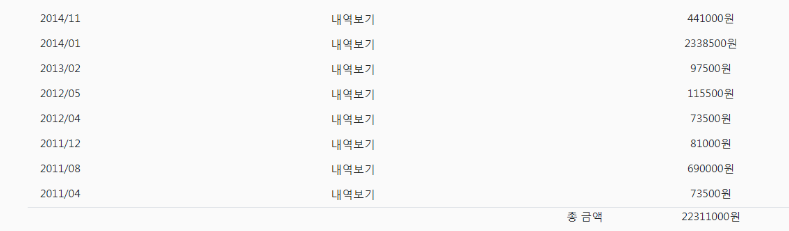 2014/11 내역보기 441000원
2014/01 내역보기 2338500원
2013/02 내역보기 97500원
2012/05 내역보기 115500원
2012/04 내역보기 73500원
2011/12 내역보기 81000원
2011/08 내역보기 690000원
2011/04 내역보기 73500원
총 금액 22311000원